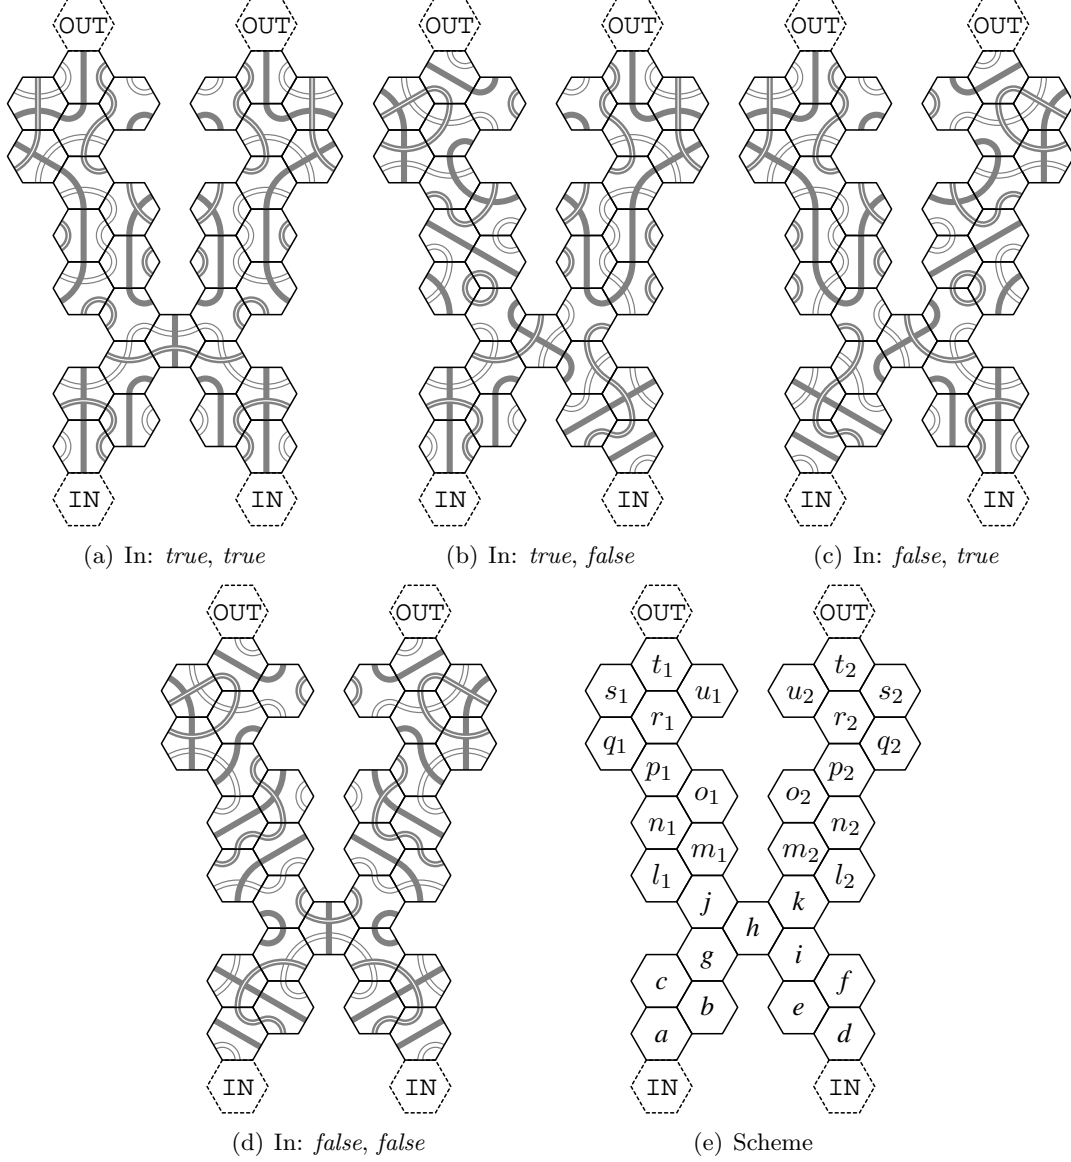 OUT OUT OUT OUT OUT OUT
IN IN IN IN IN IN
(a) In: true, true (b) In: true, false (c) In: false, true
OUT OUT OUT OUT
t₁ t₂
s₁ u₁ u₂ s₂
r₁ r₂
q₁ q₂
p₁ p₂
o₁ o₂
n₁ n₂
m₁ m₂
l₁ l₂
j k
h
g i
c f
b e
a d
IN IN IN IN
(d) In: false, false (e) Scheme